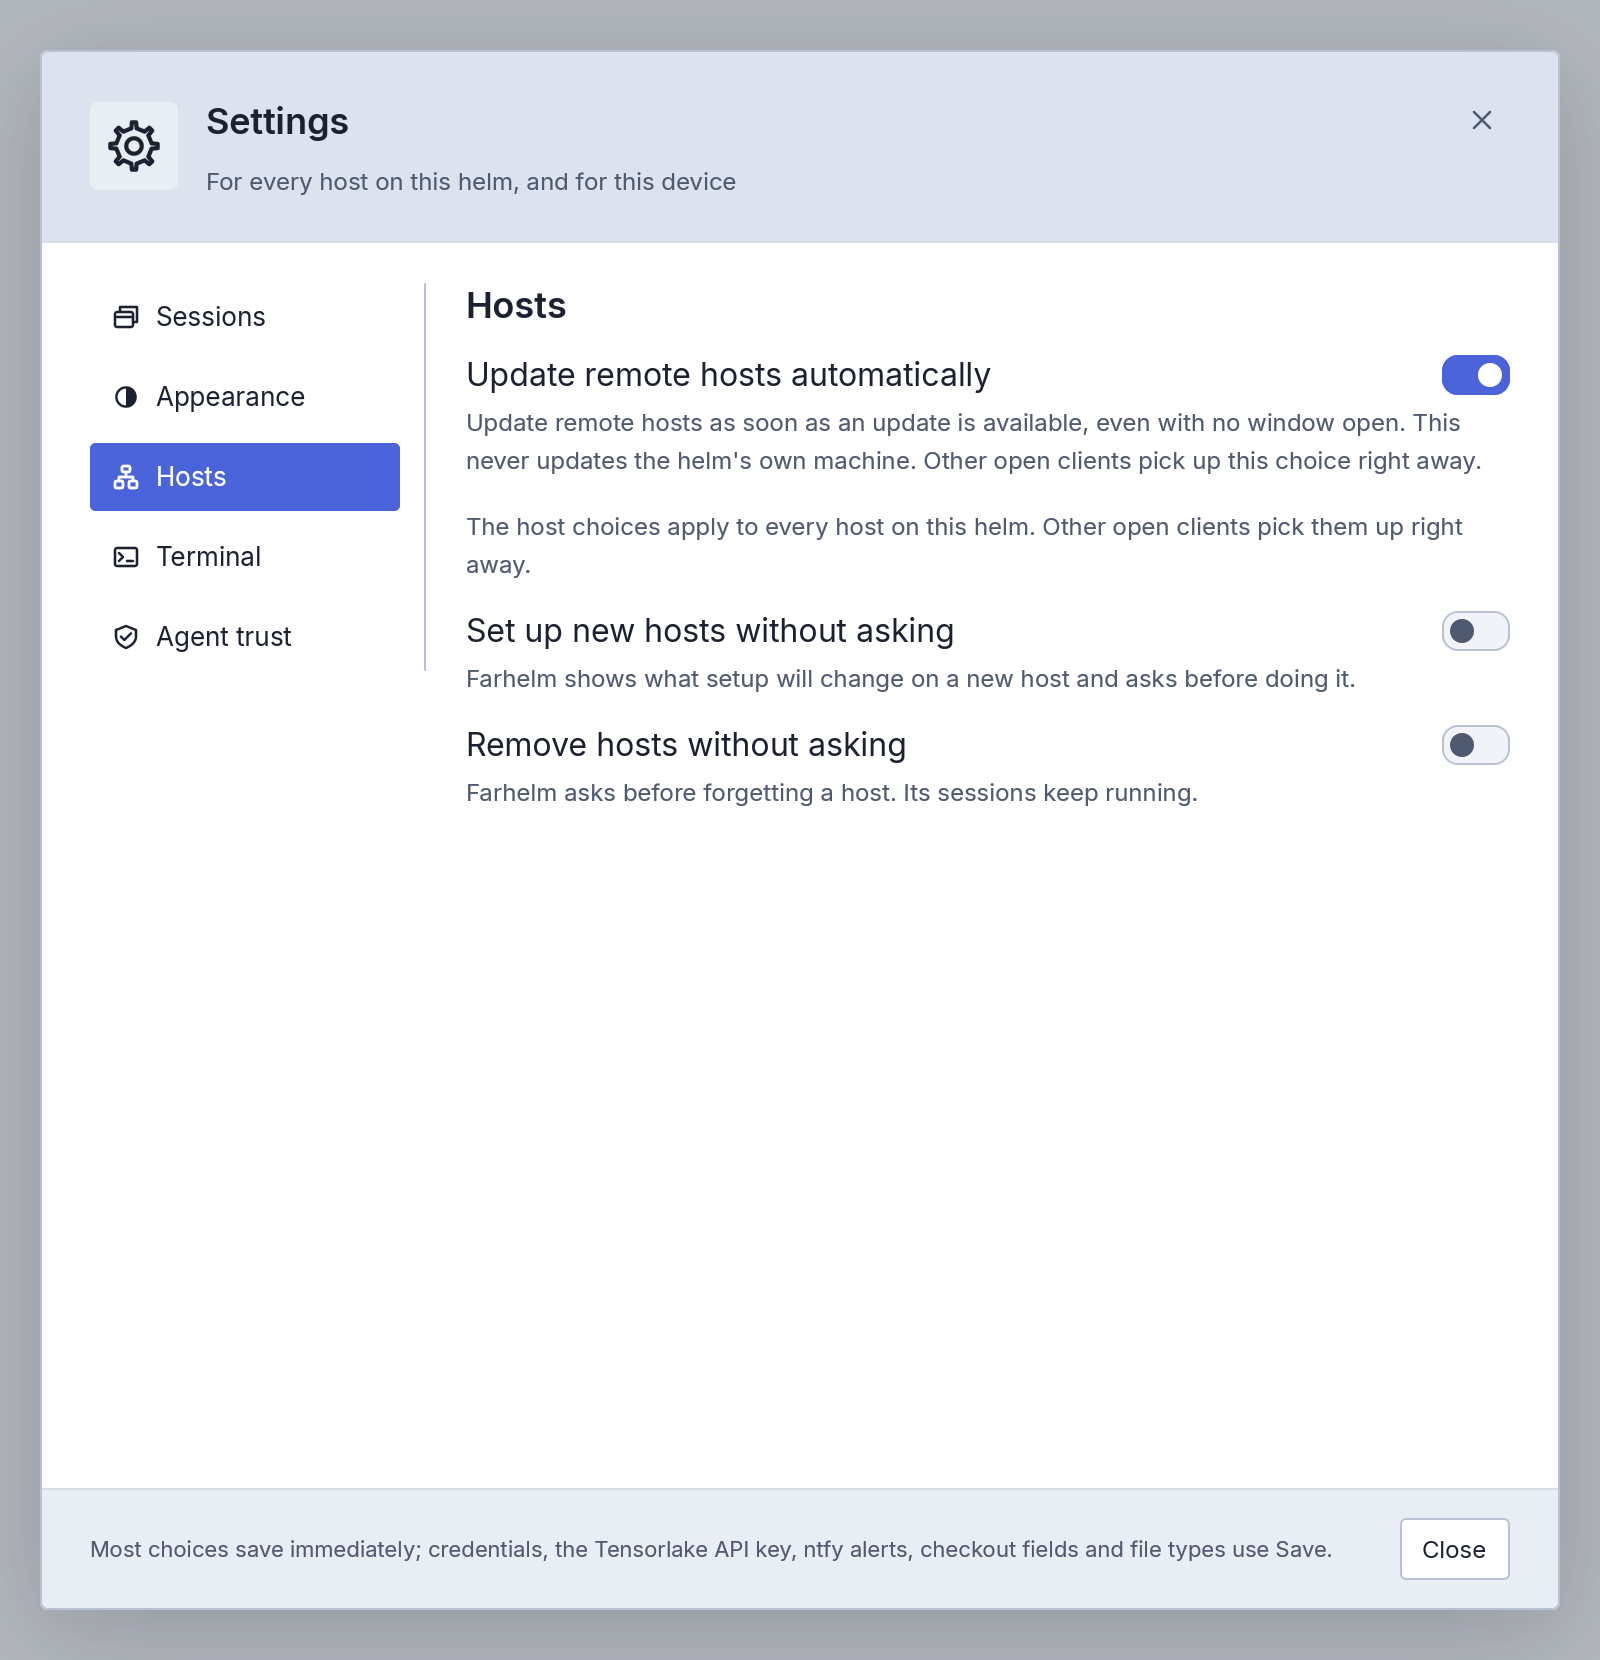 Settings
For every host on this helm, and for this device
Sessions
Appearance
Hosts
Terminal
Agent trust
Hosts
Update remote hosts automatically
Update remote hosts as soon as an update is available, even with no window open. This
never updates the helm's own machine. Other open clients pick up this choice right away.
The host choices apply to every host on this helm. Other open clients pick them up right
away.
Set up new hosts without asking
Farhelm shows what setup will change on a new host and asks before doing it.
Remove hosts without asking
Farhelm asks before forgetting a host. Its sessions keep running.
Most choices save immediately; credentials, the Tensorlake API key, ntfy alerts, checkout fields and file types use Save.
Close